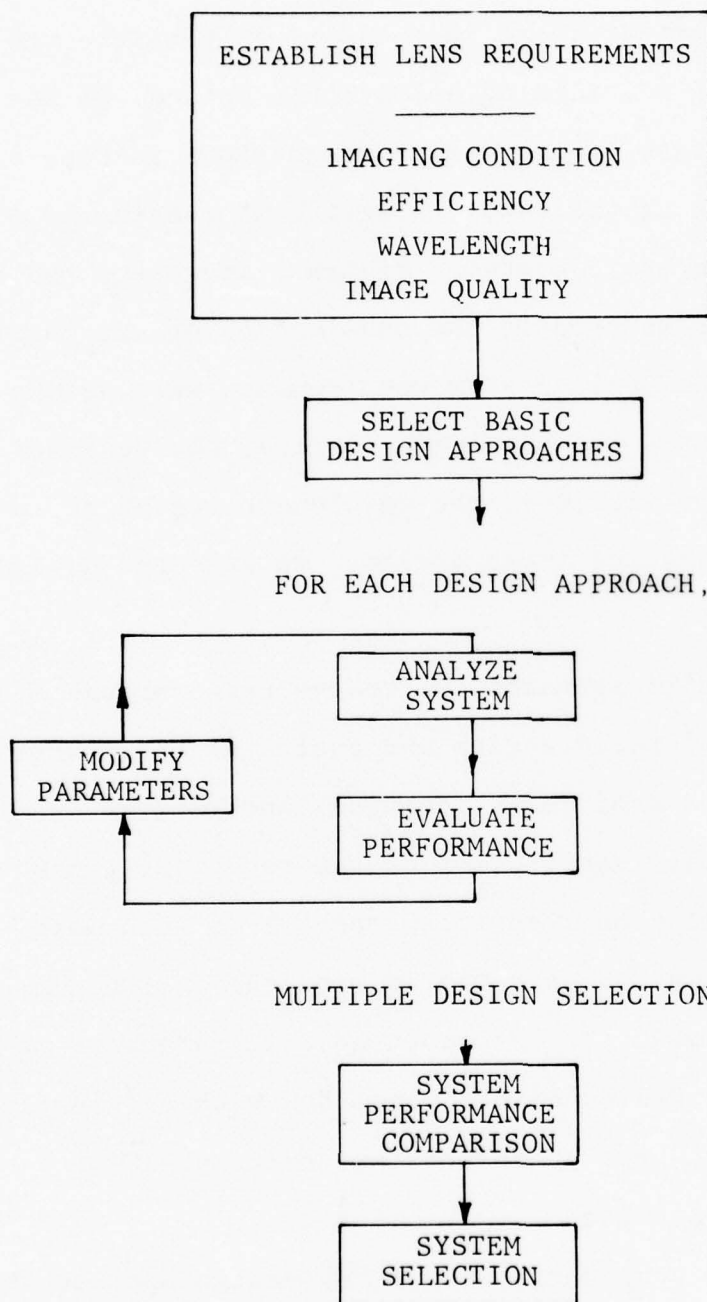 ESTABLISH LENS REQUIREMENTS
1MAGING CONDITION
EFFICIENCY
WAVELENGTH
IMAGE QUALITY
SELECT BASIC
DESIGN APPROACHES
FOR EACH DESIGN APPROACH,
ANALYZE
SYSTEM
MODIFY
PARAMETERS
EVALUATE
PERFORMANCE
MULTIPLE DESIGN SELECTION
SYSTEM
PERFORMANCE
COMPARISON
SYSTEM
SELECTION